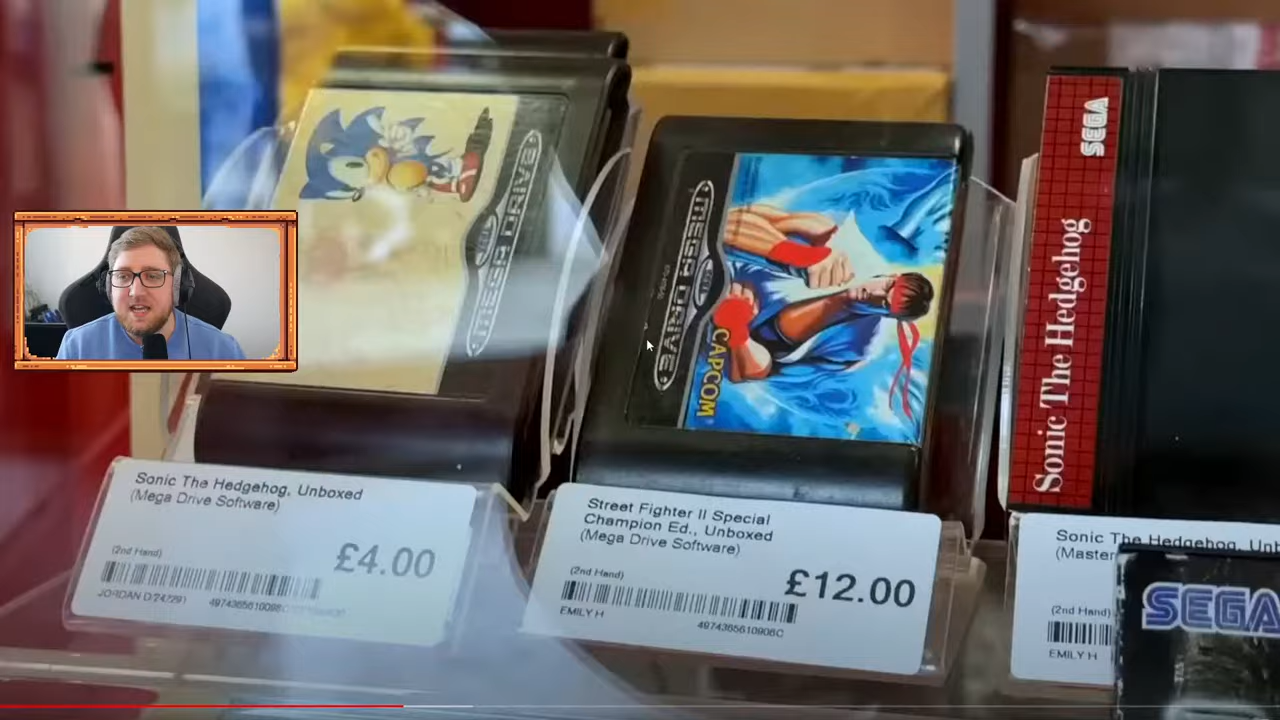 SEGA
Sonic The Hedgehog
MEGA DRIVE
MEGA DRIVE
CAPCOM
Sonic The Hedgehog, Unboxed
(Mega Drive Software)
(2nd Hand)
£4.00
Street Fighter II Special
Champion Ed., Unboxed
(Mega Drive Software)
(2nd Hand)
£12.00
EMILY H
4974365610906C
Sonic The Hedgehog, Unb
(Master
(2nd Hand)
EMILY H
SEGA